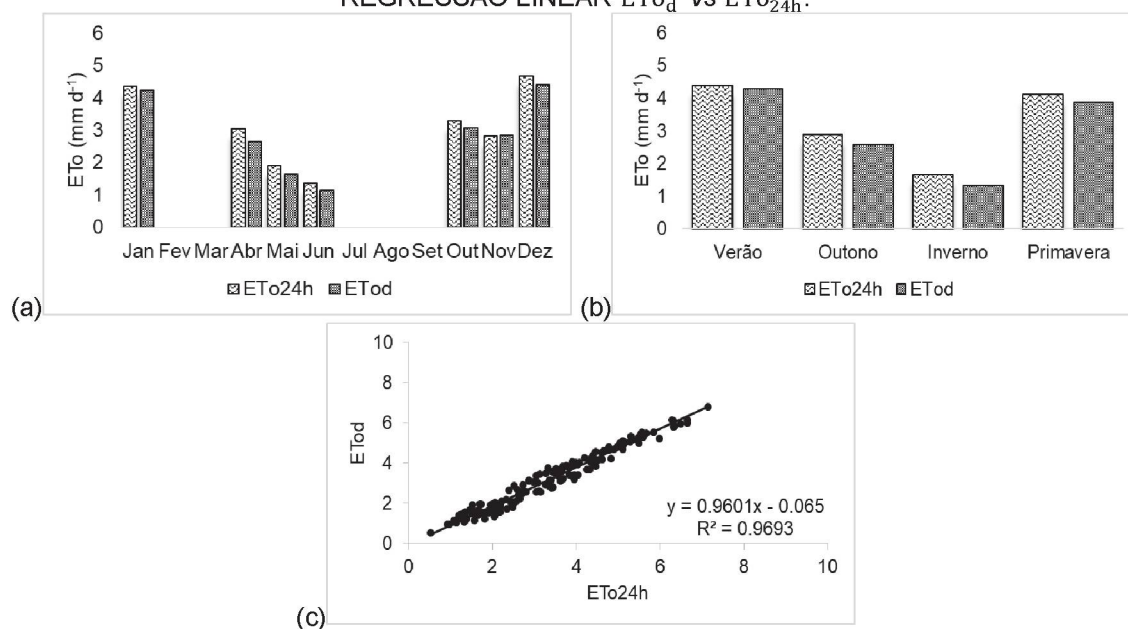 REGRESSÃO LINEAR ETo_d vs ETo_24h.
6
5
4
3
2
1
0
ETo (mm d⁻¹)
Jan Fev Mar Abr Mai Jun Jul Ago Set Out Nov Dez
ETo24h ETod
(a)
6
5
4
3
2
1
0
ETo (mm d⁻¹)
Verão Outono Inverno Primavera
ETo24h ETod
(b)
10
8
6
4
2
0
ETod
y = 0.9601x - 0.065
R² = 0.9693
0 2 4 6 8 10
ETo24h
(c)